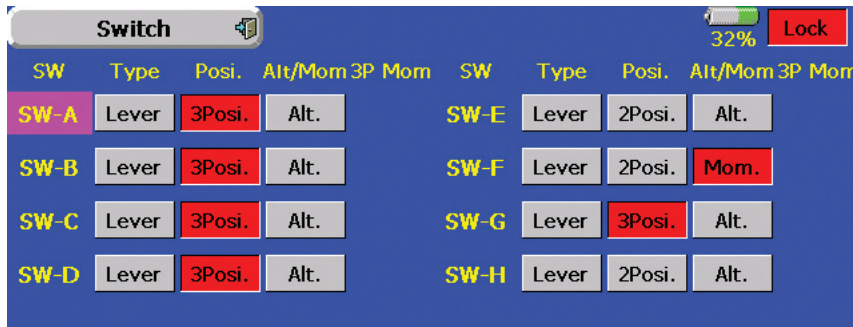 Switch 32% Lock
SW Type Posi. Alt/Mom 3P Mom SW Type Posi. Alt/Mom 3P Mom
SW-A Lever 3Posi. Alt. SW-E Lever 2Posi. Alt.
SW-B Lever 3Posi. Alt. SW-F Lever 2Posi. Mom.
SW-C Lever 3Posi. Alt. SW-G Lever 3Posi. Alt.
SW-D Lever 3Posi. Alt. SW-H Lever 2Posi. Alt.